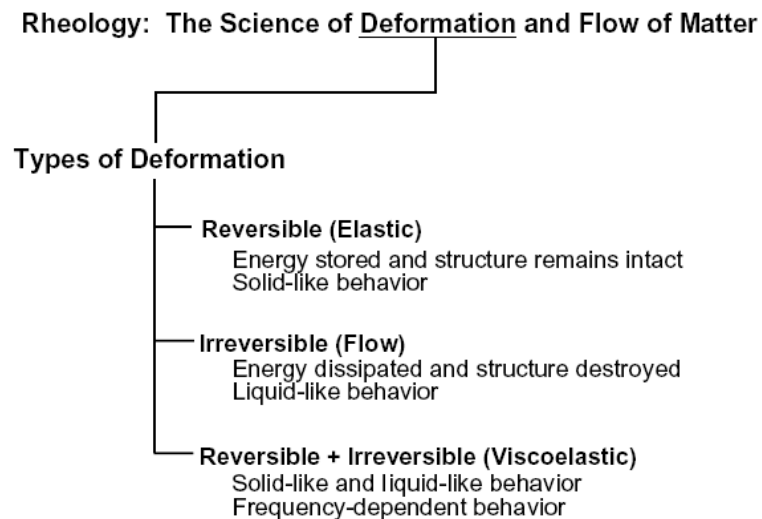 Rheology: The Science of Deformation and Flow of Matter
Types of Deformation
Reversible (Elastic)
Energy stored and structure remains intact
Solid-like behavior
Irreversible (Flow)
Energy dissipated and structure destroyed
Liquid-like behavior
Reversible + Irreversible (Viscoelastic)
Solid-like and liquid-like behavior
Frequency-dependent behavior